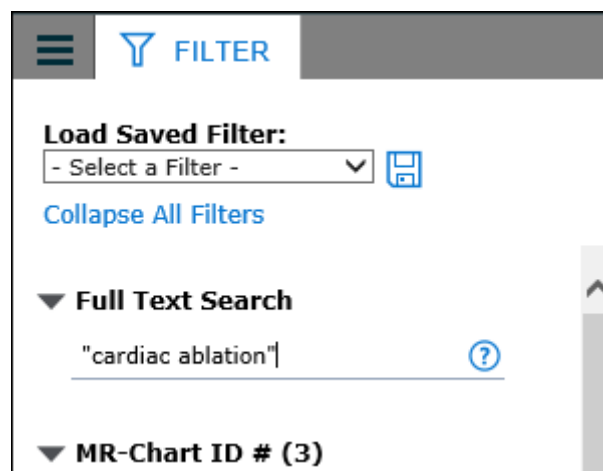 FILTER
Load Saved Filter:
- Select a Filter -
Collapse All Filters
Full Text Search
"cardiac ablation"
?
MR-Chart ID # (3)